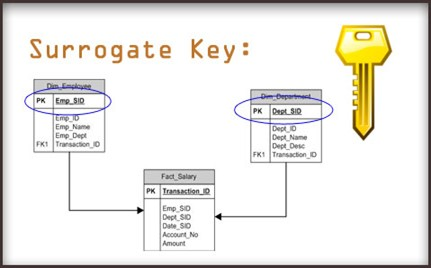 Surrogate Key:
Dim_Employee
PK Emp_SID
Emp_ID
Emp_Name
Emp_Dept
FK1 Transaction_ID
Dim_Department
PK Dept_SID
Dept_ID
Dept_Name
Dept_Desc
FK1 Transaction_ID
Fact_Salary
PK Transaction_ID
Emp_SID
Dept_SID
Date_SID
Account_No
Amount